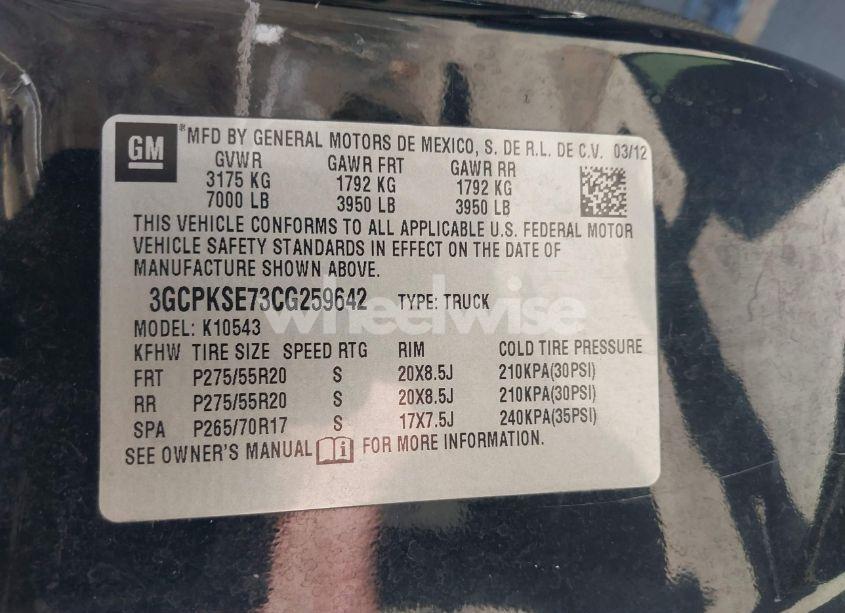 GM
*MFD BY GENERAL MOTORS DE MEXICO, S. DE R.L. DE C.V. 03/12
GVWR GAWR FRT GAWR RR
3175 KG 1792 KG 1792 KG
7000 LB 3950 LB 3950 LB
THIS VEHICLE CONFORMS TO ALL APPLICABLE U.S. FEDERAL MOTOR
VEHICLE SAFETY STANDARDS IN EFFECT ON THE DATE OF
MANUFACTURE SHOWN ABOVE.
3GCPKSE73CG259642 TYPE: TRUCK
wheelwise
MODEL: K10543
KFHW TIRE SIZE SPEED RTG RIM COLD TIRE PRESSURE
FRT P275/55R20 S 20X8.5J 210KPA(30PSI)
RR P275/55R20 S 20X8.5J 210KPA(30PSI)
SPA P265/70R17 S 17X7.5J 240KPA(35PSI)
SEE OWNER'S MANUAL FOR MORE INFORMATION.